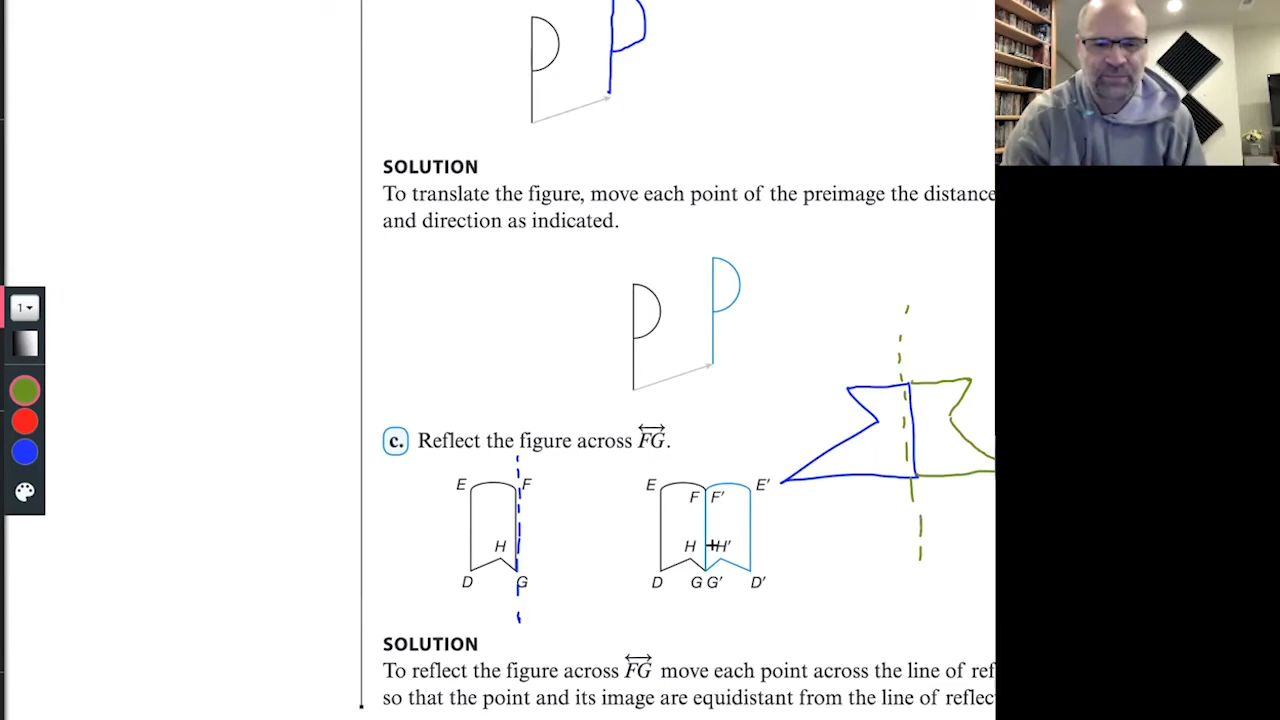 SOLUTION
To translate the figure, move each point of the preimage the distance
and direction as indicated.
c. Reflect the figure across FG.
E F
H
D G
E F F' E'
H H'
D G G' D'
SOLUTION
To reflect the figure across FG move each point across the line of ref
so that the point and its image are equidistant from the line of reflec
1